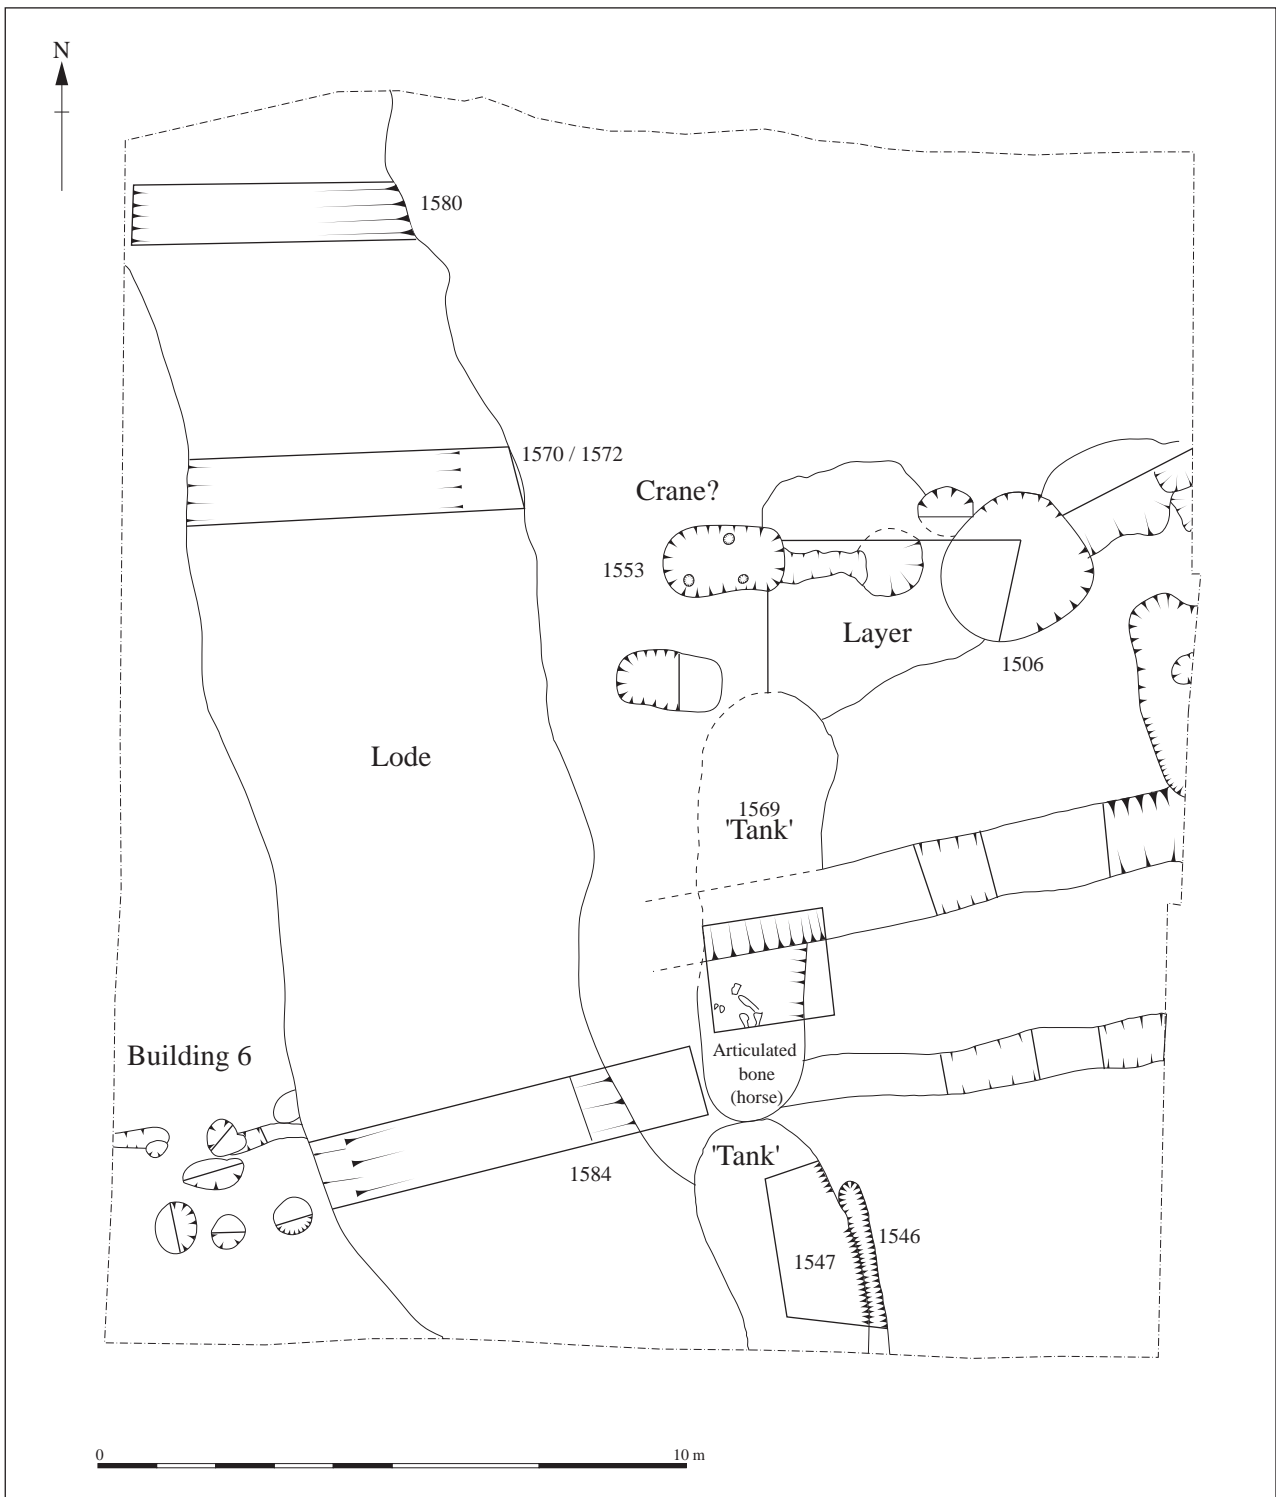 N
1580
1570 / 1572
Crane?
1553
Layer
1506
Lode
1569
'Tank'
Building 6
Articulated
bone
(horse)
'Tank'
1584
1546
1547
0
10 m